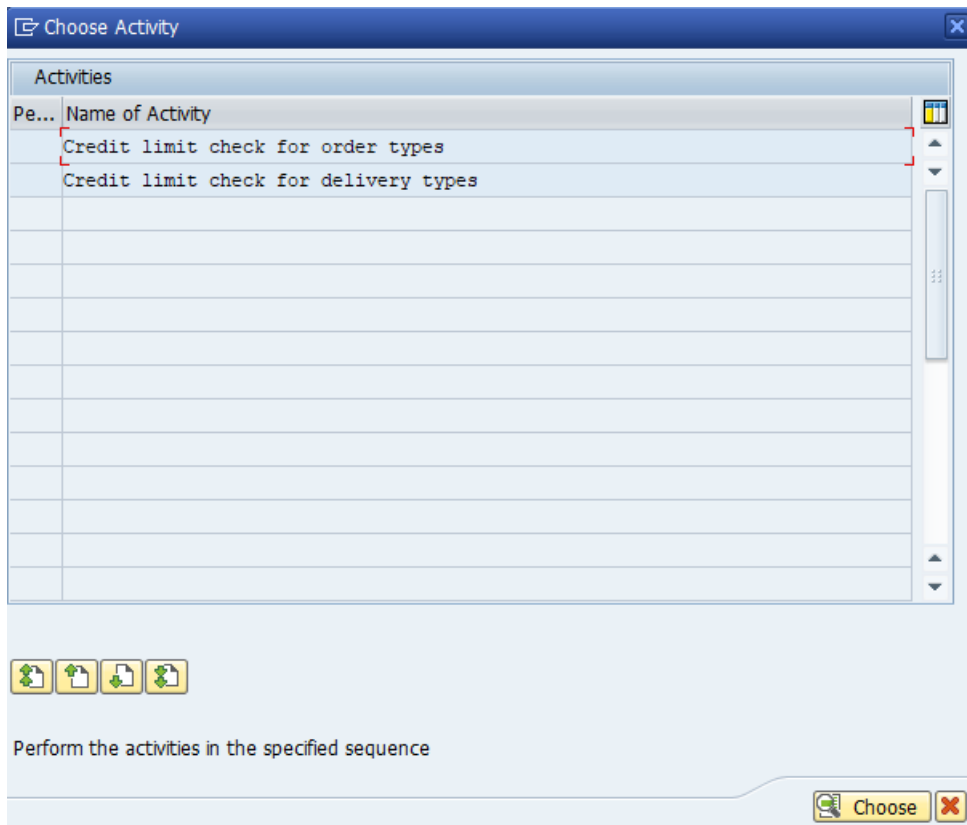 Choose Activity
Activities
Pe... Name of Activity
Credit limit check for order types
Credit limit check for delivery types
Perform the activities in the specified sequence
Choose